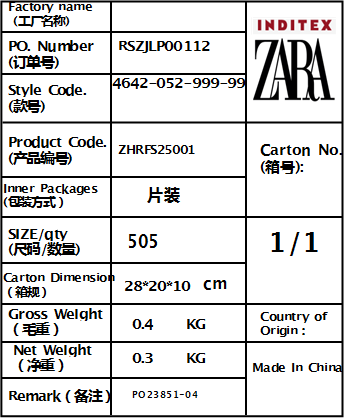 Factory name
（工厂名称）
INDITEX
ZARA
PO. Number
(订单号)
RSZJLP00112
Style Code.
(款号)
4642-052-999-99
Product Code.
(产品编号)
ZHRFS25001
Carton No.
(箱号):
Inner Packages
(包装方式）
片装
SIZE/qty
(尺码/数量)
505
1/1
Carton Dimension
（箱规）
28*20*10 cm
Gross Weight
（毛重）
0.4 KG
Country of
Origin：
Net Weight
（净重）
0.3 KG
Made In China
Remark（备注）
PO23851-04